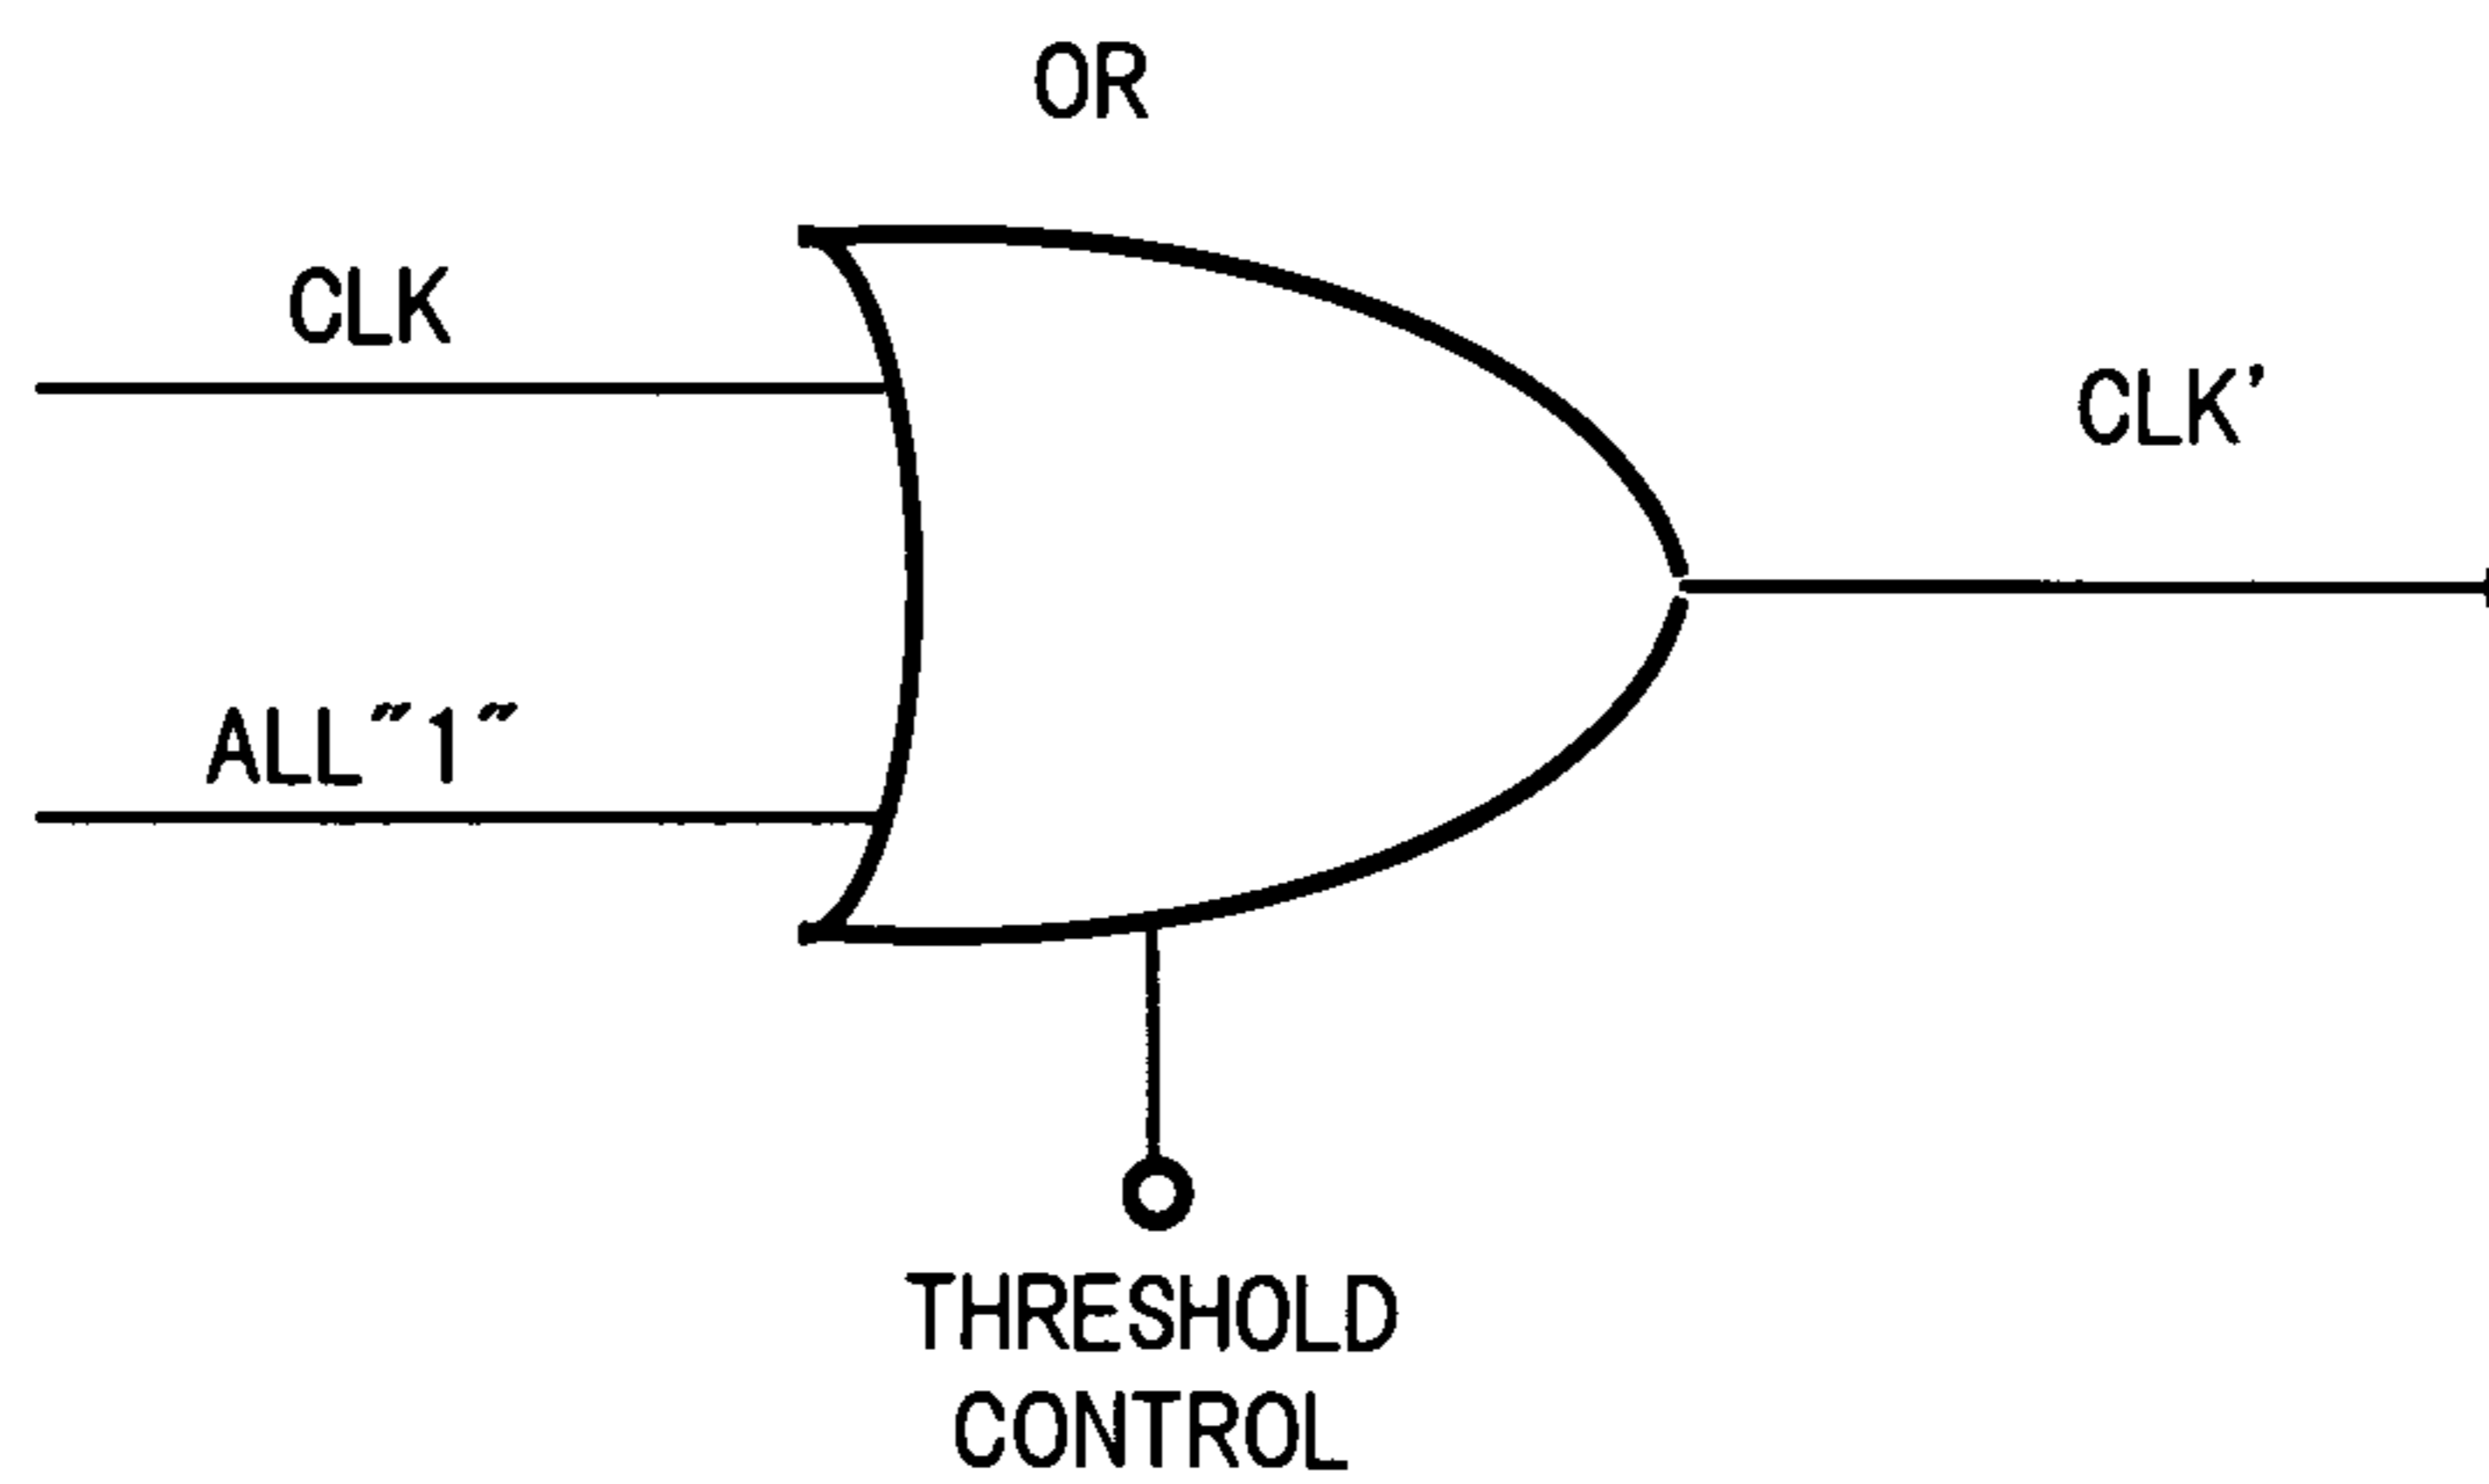 OR
CLK
CLK'
ALL"1"
THRESHOLD
CONTROL